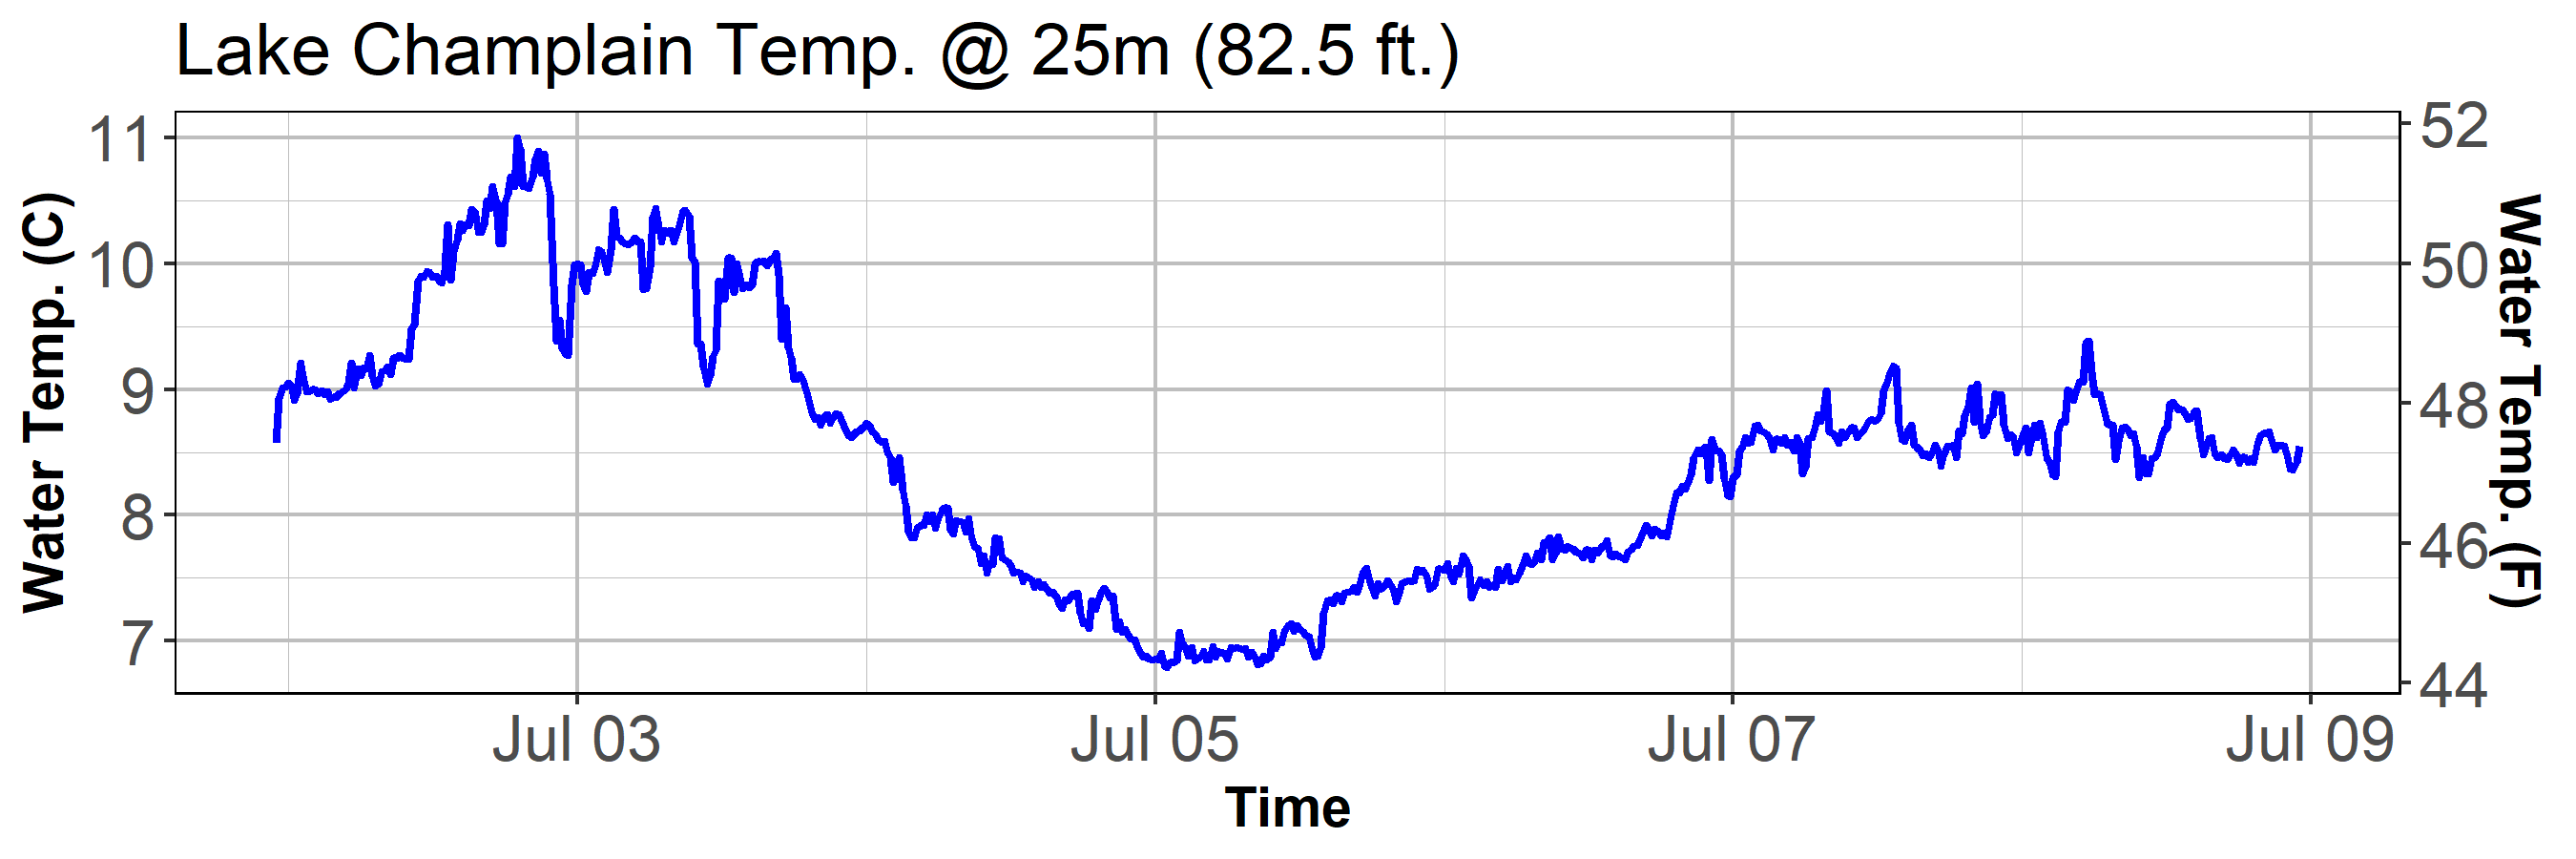 Lake Champlain Temp. @ 25m (82.5 ft.)
Water Temp. (C)
11
10
9
8
7
52
50
48
46
44
Water Temp. (F)
Jul 03
Jul 05
Jul 07
Jul 09
Time